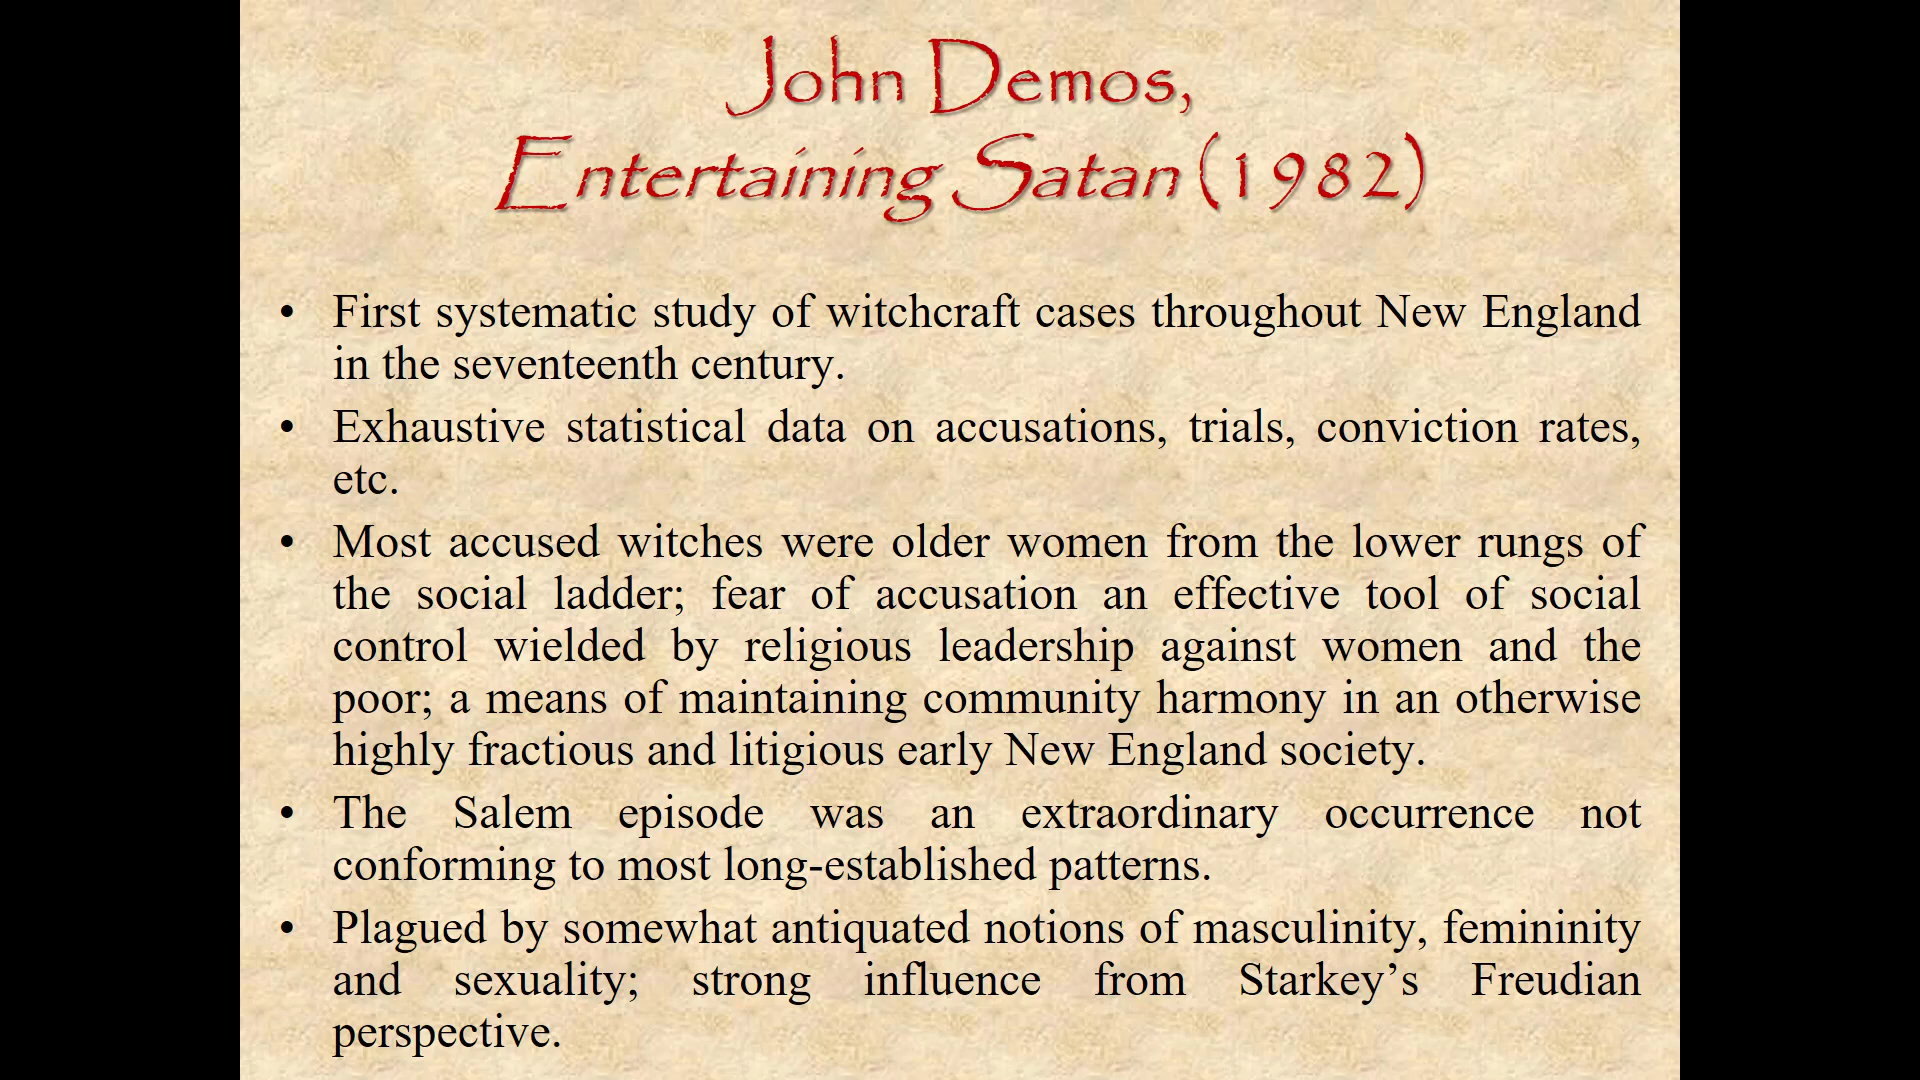 John Demos,
Entertaining Satan (1982)
• First systematic study of witchcraft cases throughout New England
in the seventeenth century.
• Exhaustive statistical data on accusations, trials, conviction rates,
etc.
• Most accused witches were older women from the lower rungs of
the social ladder; fear of accusation an effective tool of social
control wielded by religious leadership against women and the
poor; a means of maintaining community harmony in an otherwise
highly fractious and litigious early New England society.
• The Salem episode was an extraordinary occurrence not
conforming to most long-established patterns.
• Plagued by somewhat antiquated notions of masculinity, femininity
and sexuality; strong influence from Starkey’s Freudian
perspective.